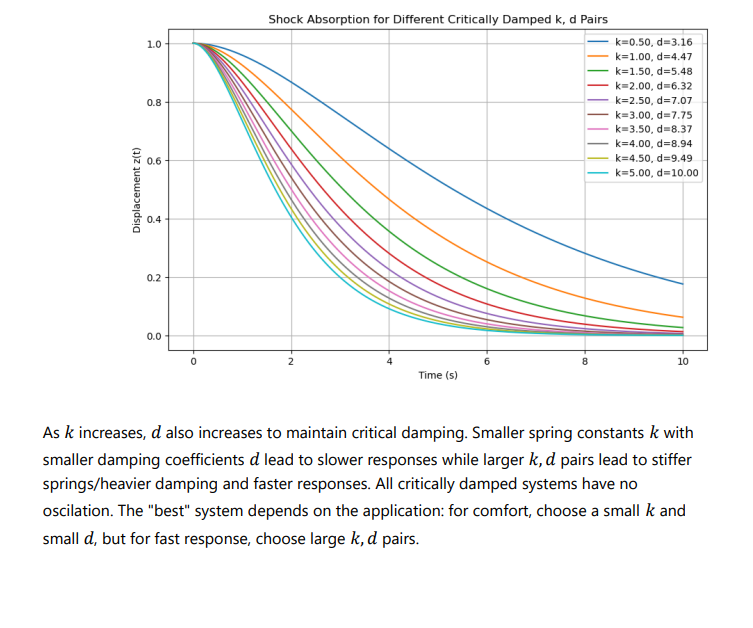 Shock Absorption for Different Critically Damped k, d Pairs
1.0
0.8
0.6
0.4
0.2
0.0
Displacement z(t)
k=0.50, d=3.16
k=1.00, d=4.47
k=1.50, d=5.48
k=2.00, d=6.32
k=2.50, d=7.07
k=3.00, d=7.75
k=3.50, d=8.37
k=4.00, d=8.94
k=4.50, d=9.49
k=5.00, d=10.00
0 2 4 6 8 10
Time (s)
As k increases, d also increases to maintain critical damping. Smaller spring constants k with
smaller damping coefficients d lead to slower responses while larger k, d pairs lead to stiffer
springs/heavier damping and faster responses. All critically damped systems have no
oscilation. The "best" system depends on the application: for comfort, choose a small k and
small d, but for fast response, choose large k, d pairs.